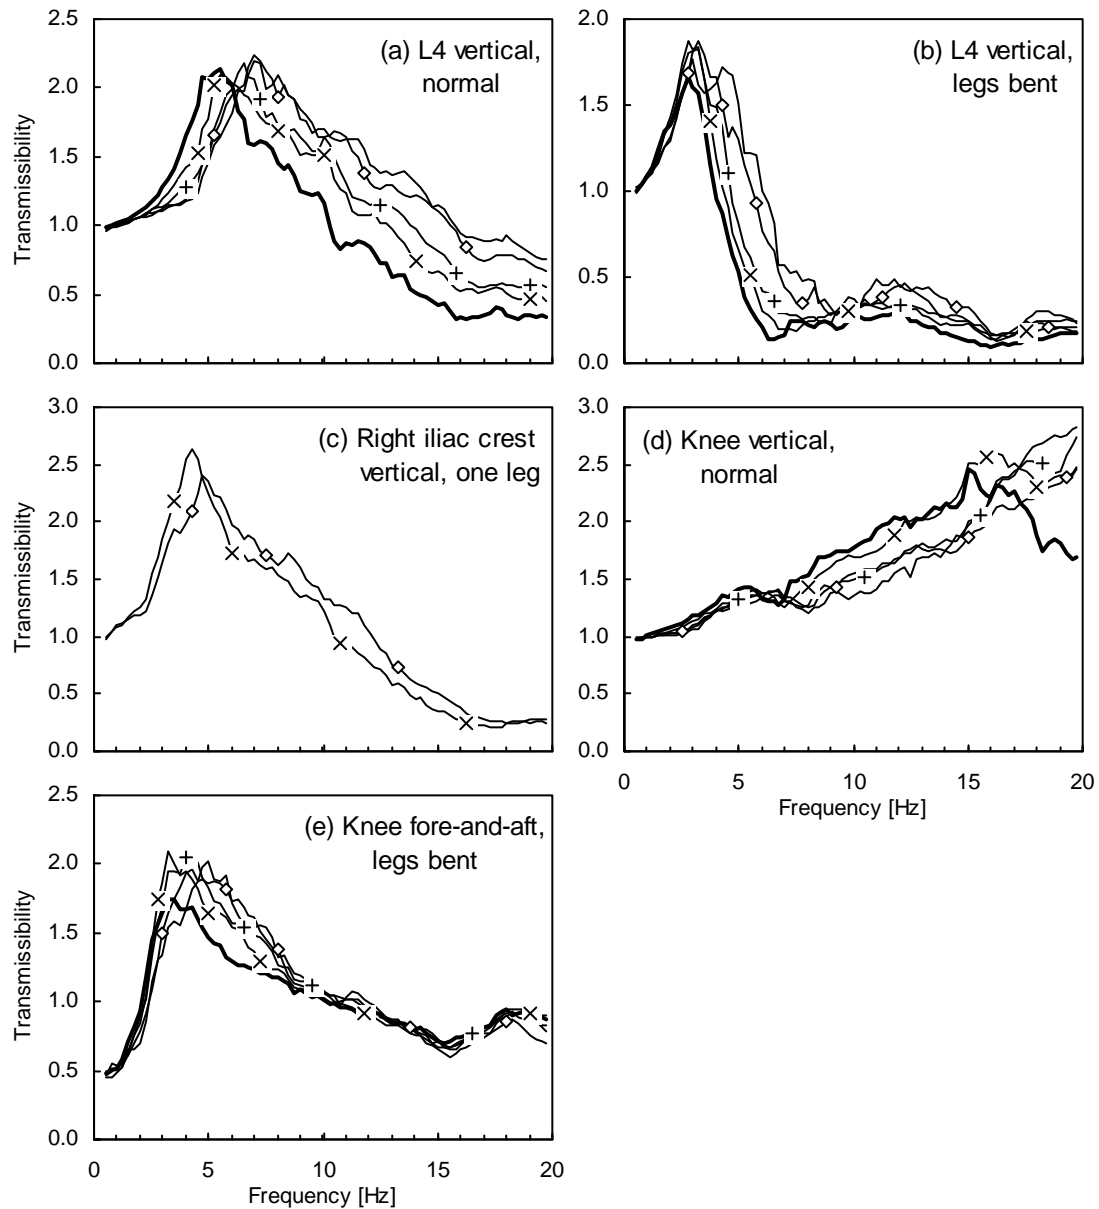 (a) L4 vertical,
normal
Transmissibility
2.5
2.0
1.5
1.0
0.5
0.0
(b) L4 vertical,
legs bent
2.0
1.5
1.0
0.5
0.0
(c) Right iliac crest
vertical, one leg
Transmissibility
3.0
2.5
2.0
1.5
1.0
0.5
0.0
(d) Knee vertical,
normal
3.0
2.5
2.0
1.5
1.0
0.5
0.0
0 5 10 15 20
Frequency [Hz]
(e) Knee fore-and-aft,
legs bent
Transmissibility
2.5
2.0
1.5
1.0
0.5
0.0
0 5 10 15 20
Frequency [Hz]